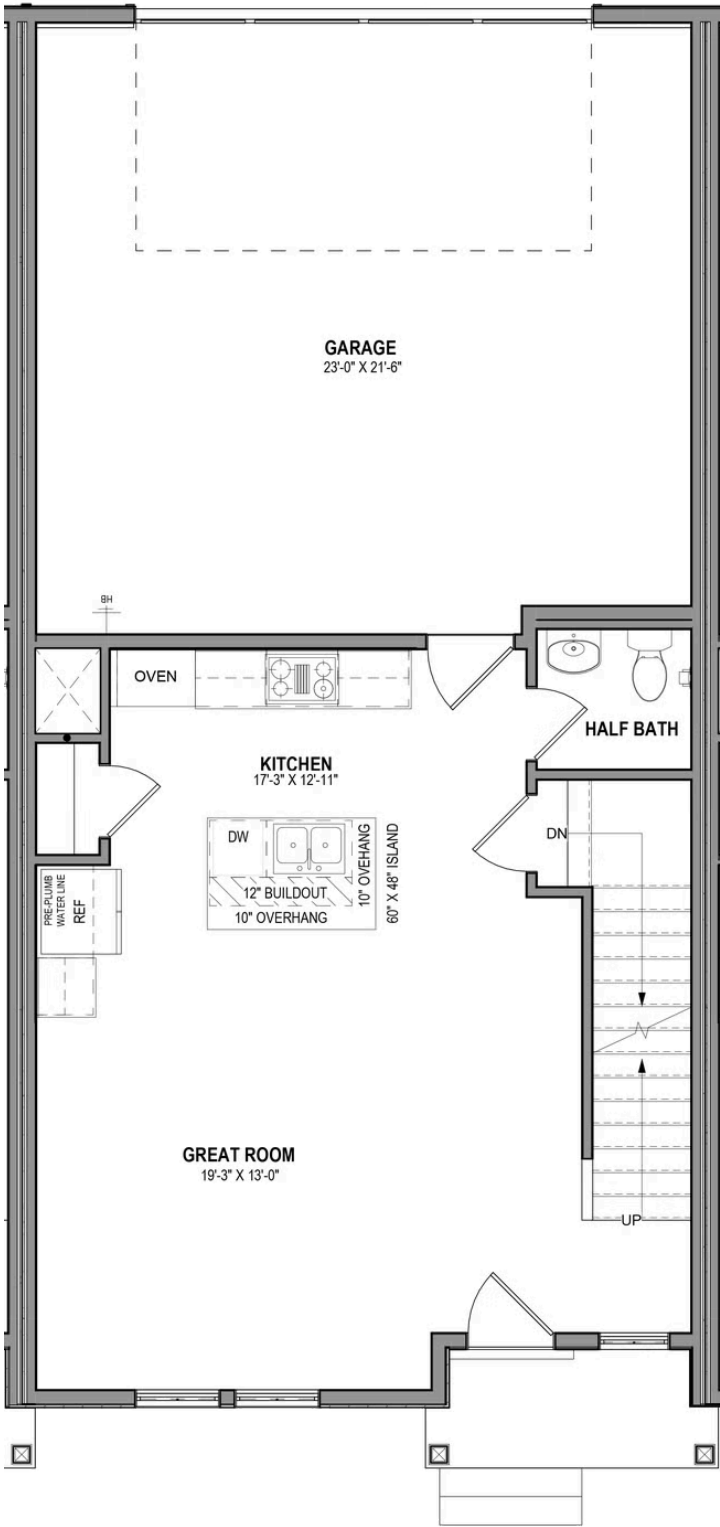 GARAGE
23'-0" X 21'-6"
HB
OVEN
HALF BATH
KITCHEN
17'-3" X 12'-11"
DW
12" BUILDOUT
10" OVERHANG
10" OVEHANG
60" X 48" ISLAND
DN
PRE-PLUMB
WATER LINE
REF
GREAT ROOM
19'-3" X 13'-0"
UP